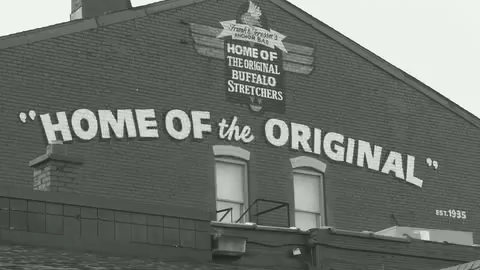 Frank & Teressa's
ANCHOR BAR
HOME OF
THE ORIGINAL
BUFFALO
STRETCHERS
"HOME OF the ORIGINAL"
EST. 1935